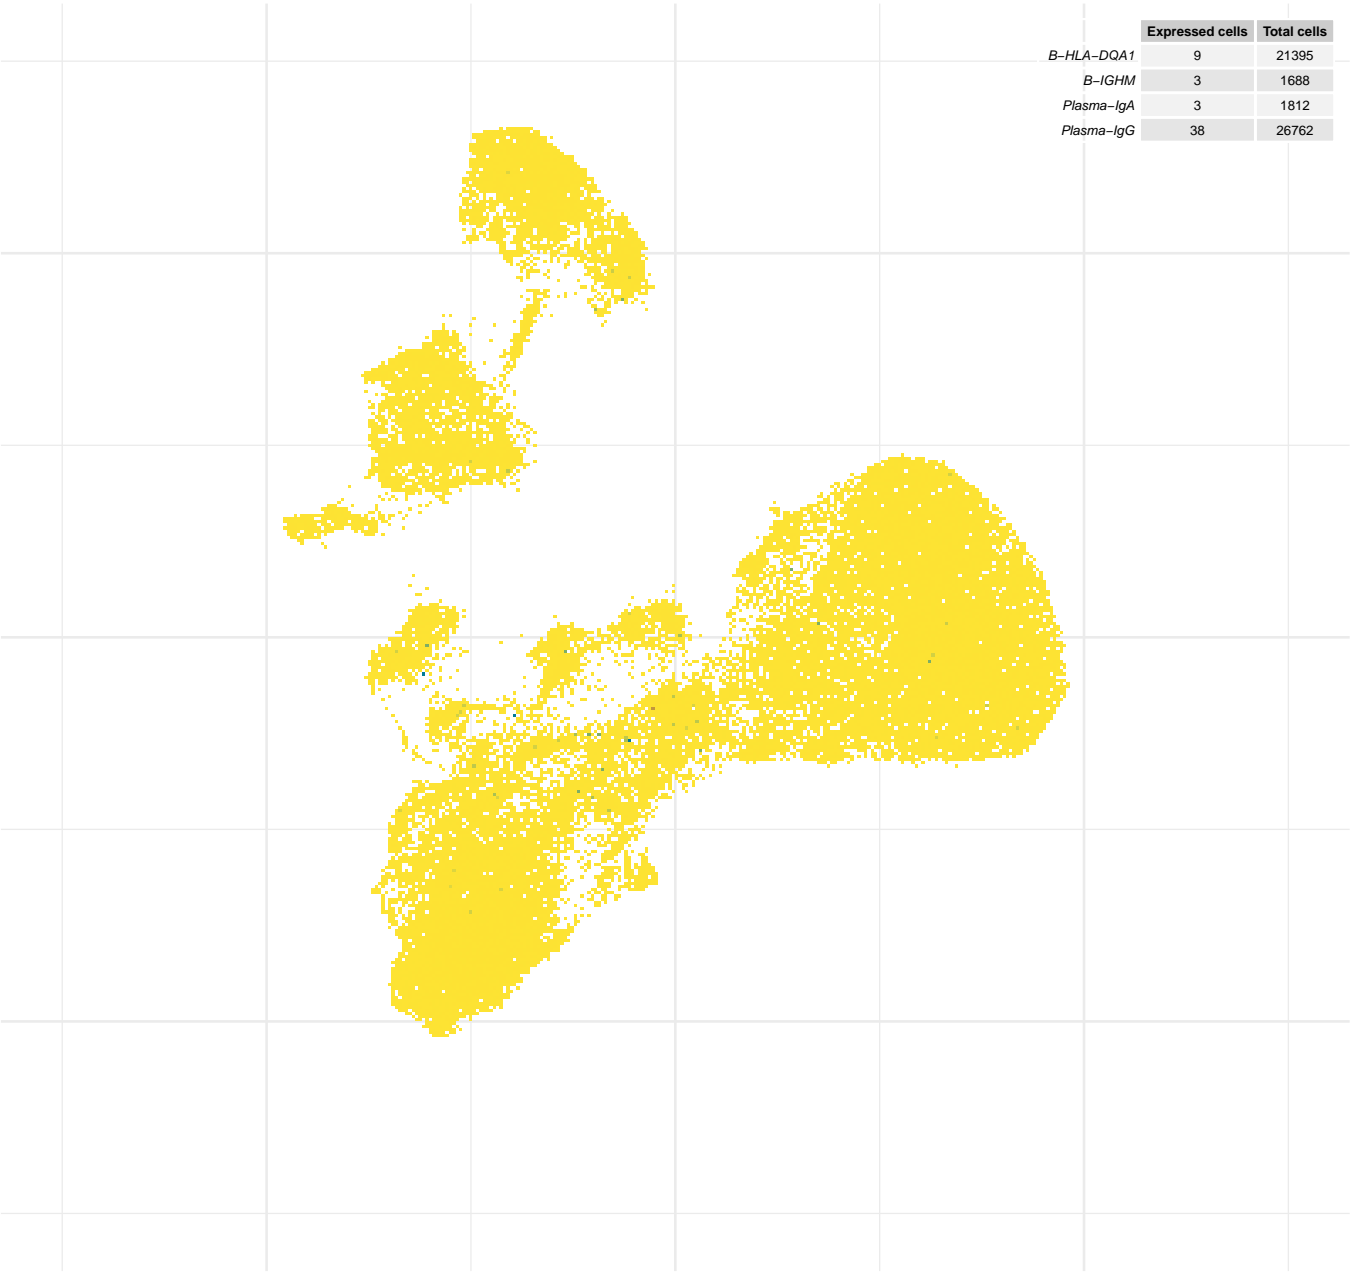 Expressed cells Total cells
B−HLA−DQA1 9 21395
B−IGHM 3 1688
Plasma−IgA 3 1812
Plasma−IgG 38 26762